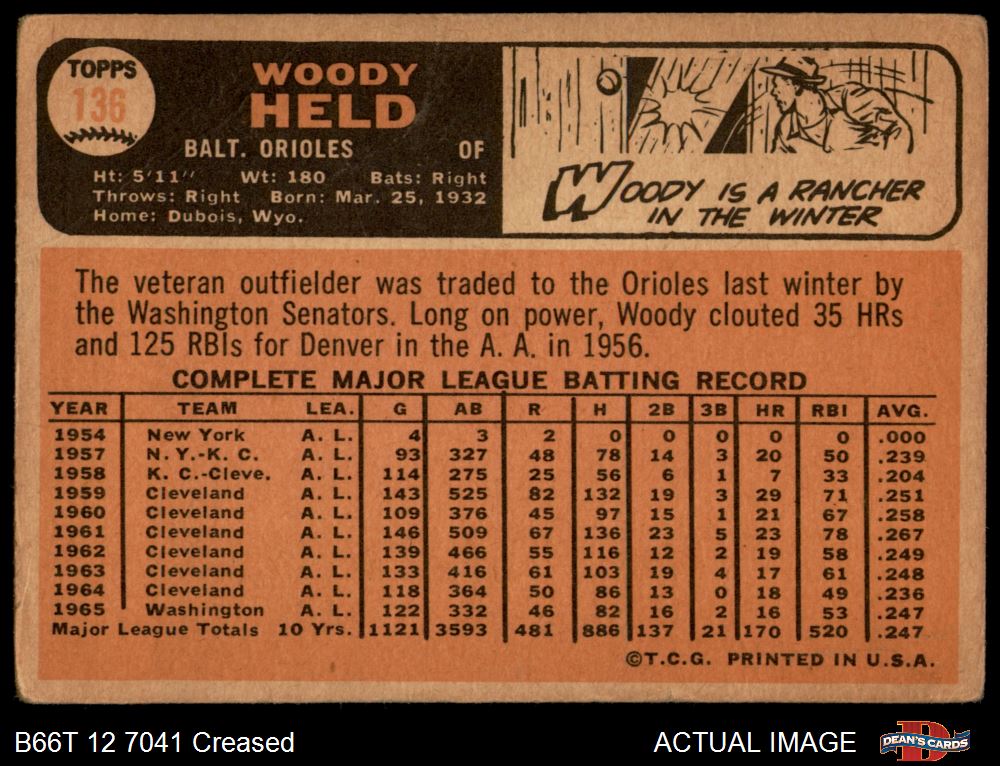 TOPPS
136
WOODY
HELD
BALT. ORIOLES OF
Ht: 5'11" Wt: 180 Bats: Right
Throws: Right Born: Mar. 25, 1932
Home: Dubois, Wyo.
WOODY IS A RANCHER
IN THE WINTER
The veteran outfielder was traded to the Orioles last winter by
the Washington Senators. Long on power, Woody clouted 35 HRs
and 125 RBIs for Denver in the A. A. in 1956.
COMPLETE MAJOR LEAGUE BATTING RECORD
YEAR TEAM LEA. G AB R H 2B 3B HR RBI AVG.
1954 New York A. L. 4 3 2 0 0 0 0 0 .000
1957 N. Y.-K. C. A. L. 93 327 48 78 14 3 20 50 .239
1958 K. C.-Cleve. A. L. 114 275 25 56 6 1 7 33 .204
1959 Cleveland A. L. 143 525 82 132 19 3 29 71 .251
1960 Cleveland A. L. 109 376 45 97 15 1 21 67 .258
1961 Cleveland A. L. 146 509 67 136 23 5 23 78 .267
1962 Cleveland A. L. 139 466 55 116 12 2 19 58 .249
1963 Cleveland A. L. 133 416 61 103 19 4 17 61 .248
1964 Cleveland A. L. 118 364 50 86 13 0 18 49 .236
1965 Washington A. L. 122 332 46 82 16 2 16 53 .247
Major League Totals 10 Yrs. 1121 3593 481 886 137 21 170 520 .247
©T.C.G. PRINTED IN U.S.A.
B66T 12 7041 Creased
ACTUAL IMAGE
D
DEAN'S CARDS